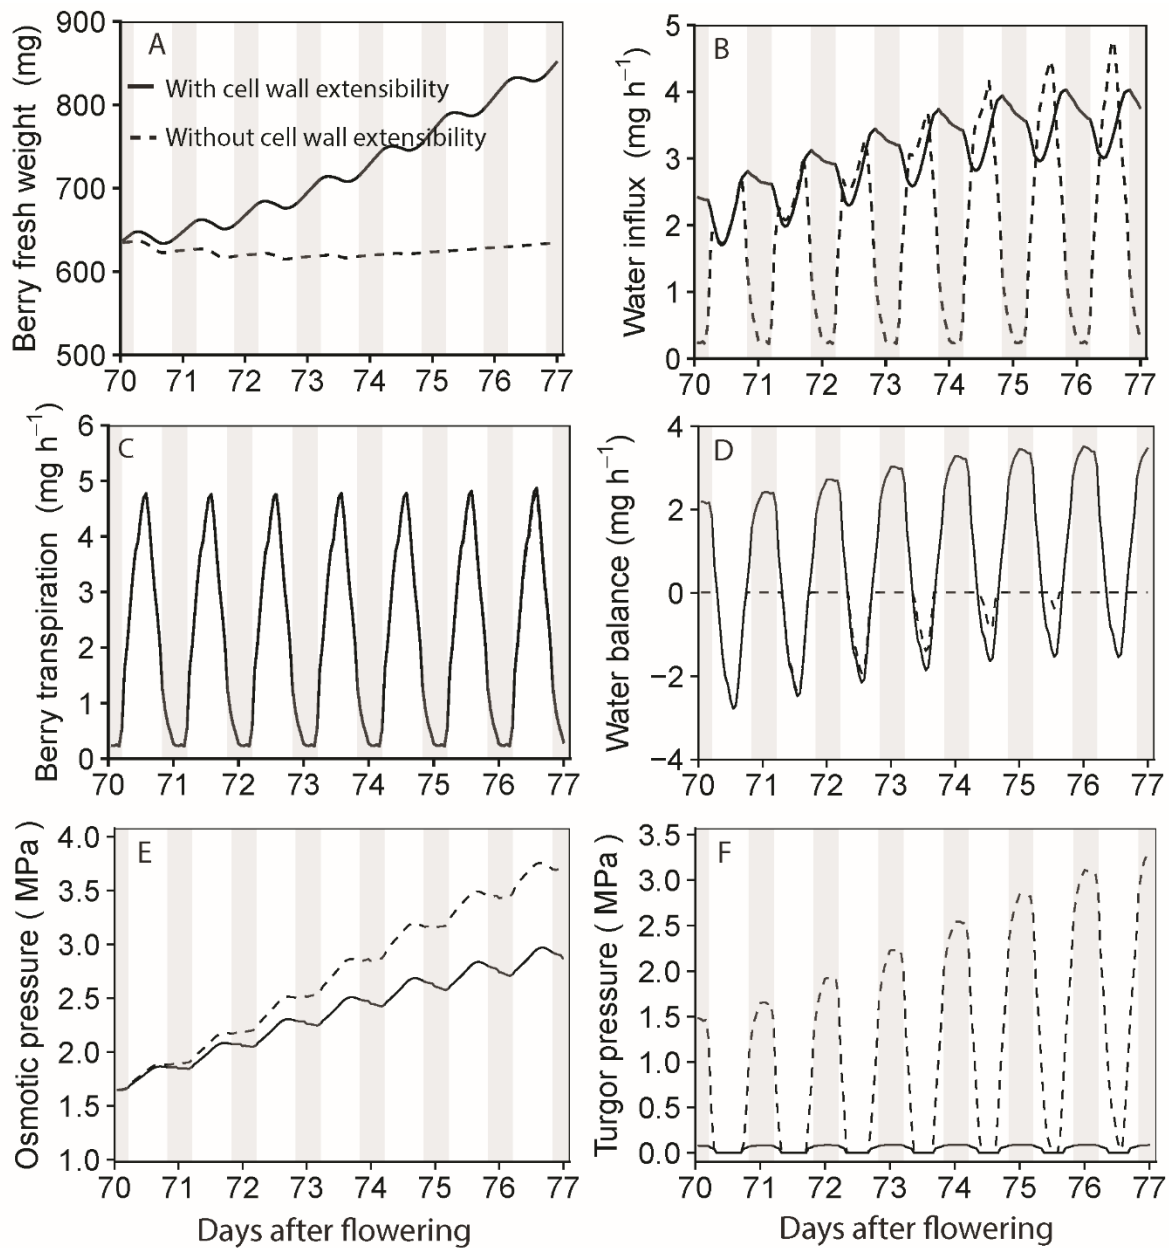 A
Berry fresh weight (mg)
900
800
700
600
500
With cell wall extensibility
Without cell wall extensibility
70 71 72 73 74 75 76 77
B
Water influx (mg h−1)
5
4
3
2
1
0
70 71 72 73 74 75 76 77
C
Berry transpiration (mg h−1)
6
5
4
3
2
1
0
70 71 72 73 74 75 76 77
D
Water balance (mg h−1)
4
2
0
−2
−4
70 71 72 73 74 75 76 77
E
Osmotic pressure ( MPa)
4.0
3.5
3.0
2.5
2.0
1.5
1.0
70 71 72 73 74 75 76 77
Days after flowering
F
Turgor pressure ( MPa)
3.5
3.0
2.5
2.0
1.5
1.0
0.5
0.0
70 71 72 73 74 75 76 77
Days after flowering